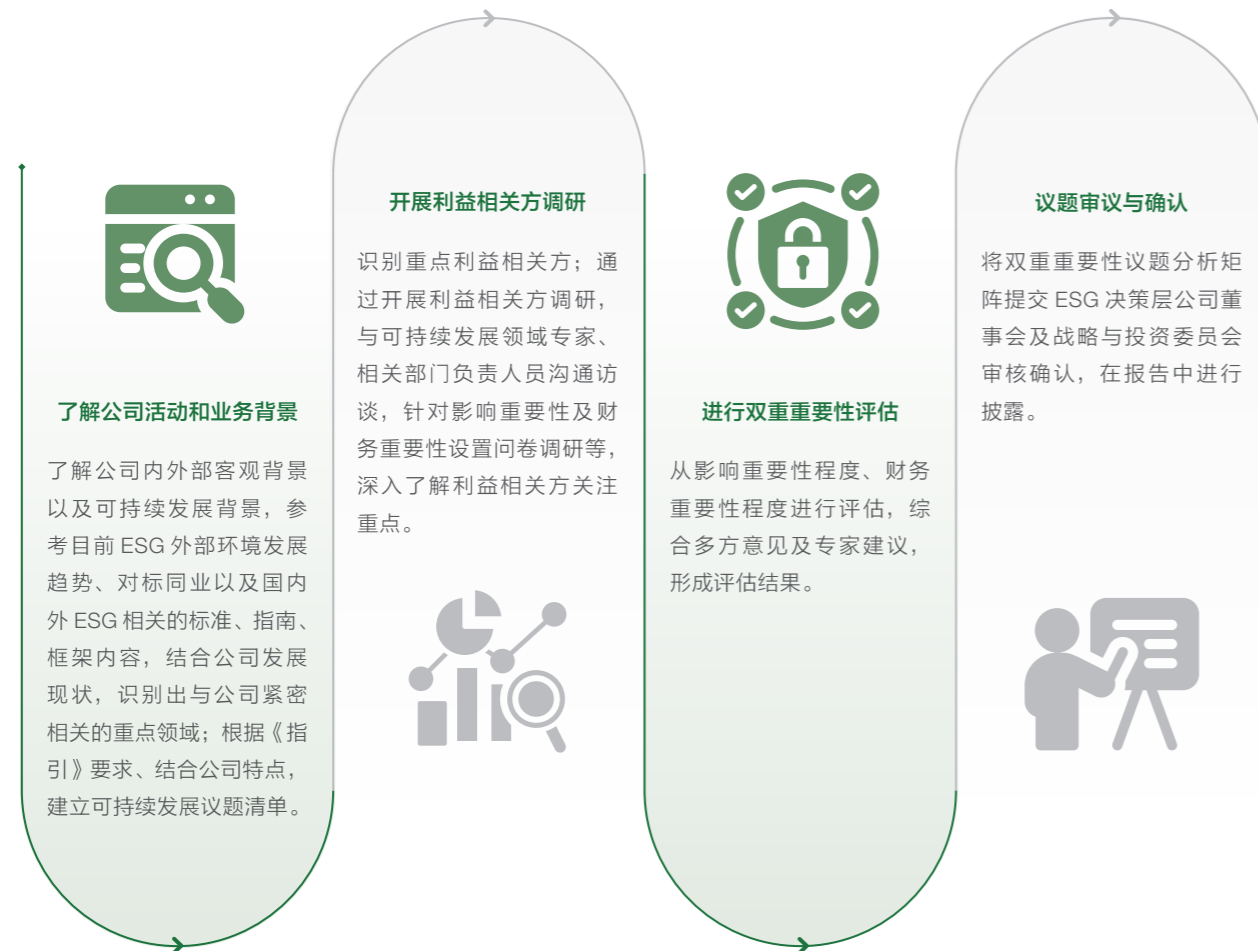 了解公司活动和业务背景
了解公司内外部客观背景
以及可持续发展背景，参
考目前 ESG 外部环境发展
趋势、对标同业以及国内
外 ESG 相关的标准、指南、
框架内容，结合公司发展
现状，识别出与公司紧密
相关的重点领域；根据《指
引》要求、结合公司特点，
建立可持续发展议题清单。
开展利益相关方调研
识别重点利益相关方；通
过开展利益相关方调研，
与可持续发展领域专家、
相关部门负责人员沟通访
谈，针对影响重要性及财
务重要性设置问卷调研等，
深入了解利益相关方关注
重点。
进行双重重要性评估
从影响重要性程度、财务
重要性程度进行评估，综
合多方意见及专家建议，
形成评估结果。
议题审议与确认
将双重重要性议题分析矩
阵提交 ESG 决策层公司董
事会及战略与投资委员会
审核确认，在报告中进行
披露。